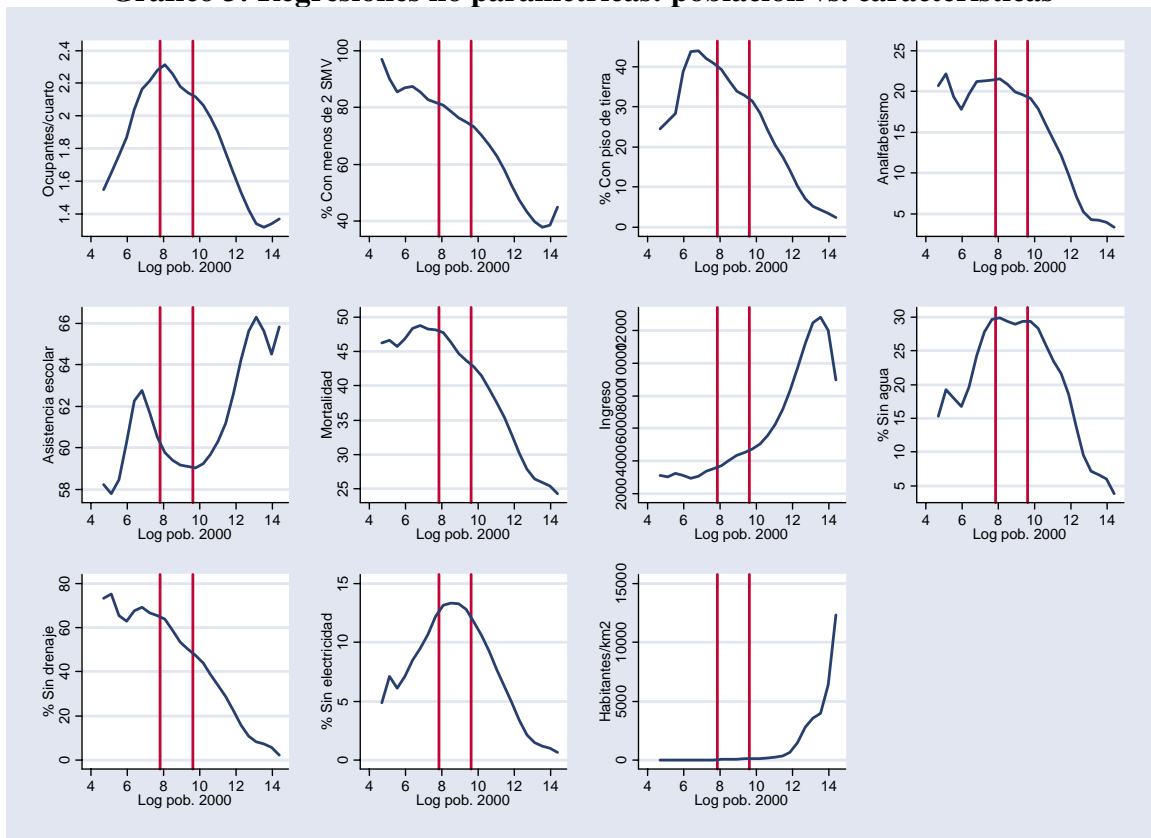 Gráfico Regresiones no paramétricas: población vs. características
Ocupantes/cuarto
2.4
2.2
2
1.8
1.6
1.4
4 6 8 10 12 14
Log pob. 2000
% Con menos de 2 SMV
100
80
60
40
4 6 8 10 12 14
Log pob. 2000
% Con piso de tierra
40
30
20
10
0
4 6 8 10 12 14
Log pob. 2000
Analfabetismo
25
20
15
10
5
4 6 8 10 12 14
Log pob. 2000
Asistencia escolar
66
64
62
60
58
4 6 8 10 12 14
Log pob. 2000
Mortalidad
50
45
40
35
30
25
4 6 8 10 12 14
Log pob. 2000
Ingreso
20004000600080001000012000
4 6 8 10 12 14
Log pob. 2000
% Sin agua
30
25
20
15
10
5
4 6 8 10 12 14
Log pob. 2000
% Sin drenaje
80
60
40
20
0
4 6 8 10 12 14
Log pob. 2000
% Sin electricidad
15
10
5
0
4 6 8 10 12 14
Log pob. 2000
Habitantes/km2
15000
10000
5000
0
4 6 8 10 12 14
Log pob. 2000